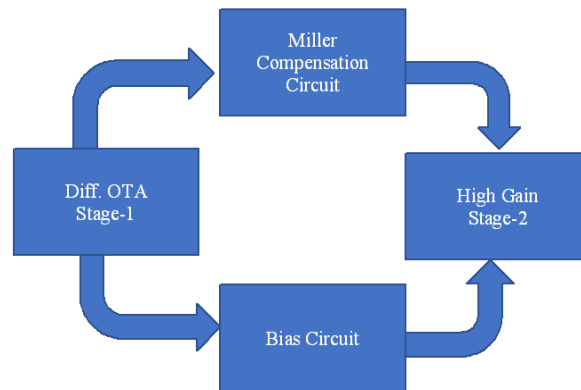 Miller
Compensation
Circuit
Diff. OTA
Stage-1
High Gain
Stage-2
Bias Circuit